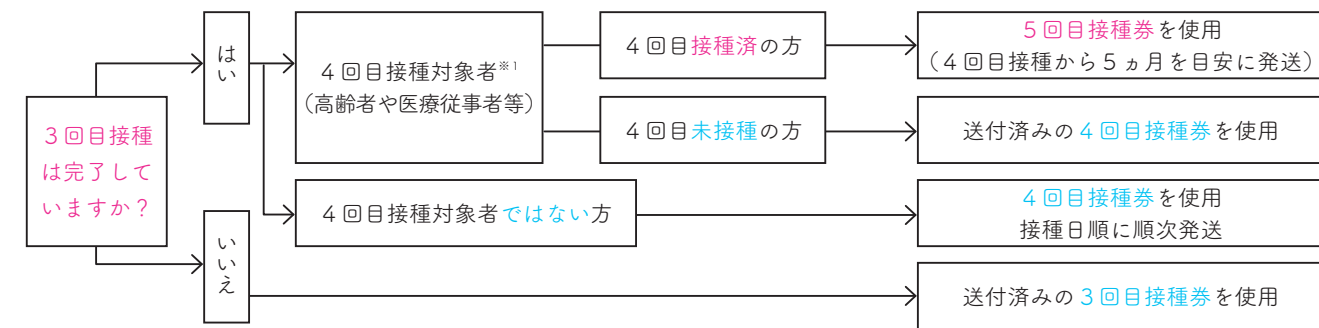 ３回目接種
は完了して
いますか？
はい
いいえ
４回目接種対象者※1
（高齢者や医療従事者等）
４回目接種対象者ではない方
４回目接種済の方
４回目未接種の方
５回目接種券を使用
（４回目接種から５ヵ月を目安に発送）
送付済みの４回目接種券を使用
４回目接種券を使用
接種日順に順次発送
送付済みの３回目接種券を使用